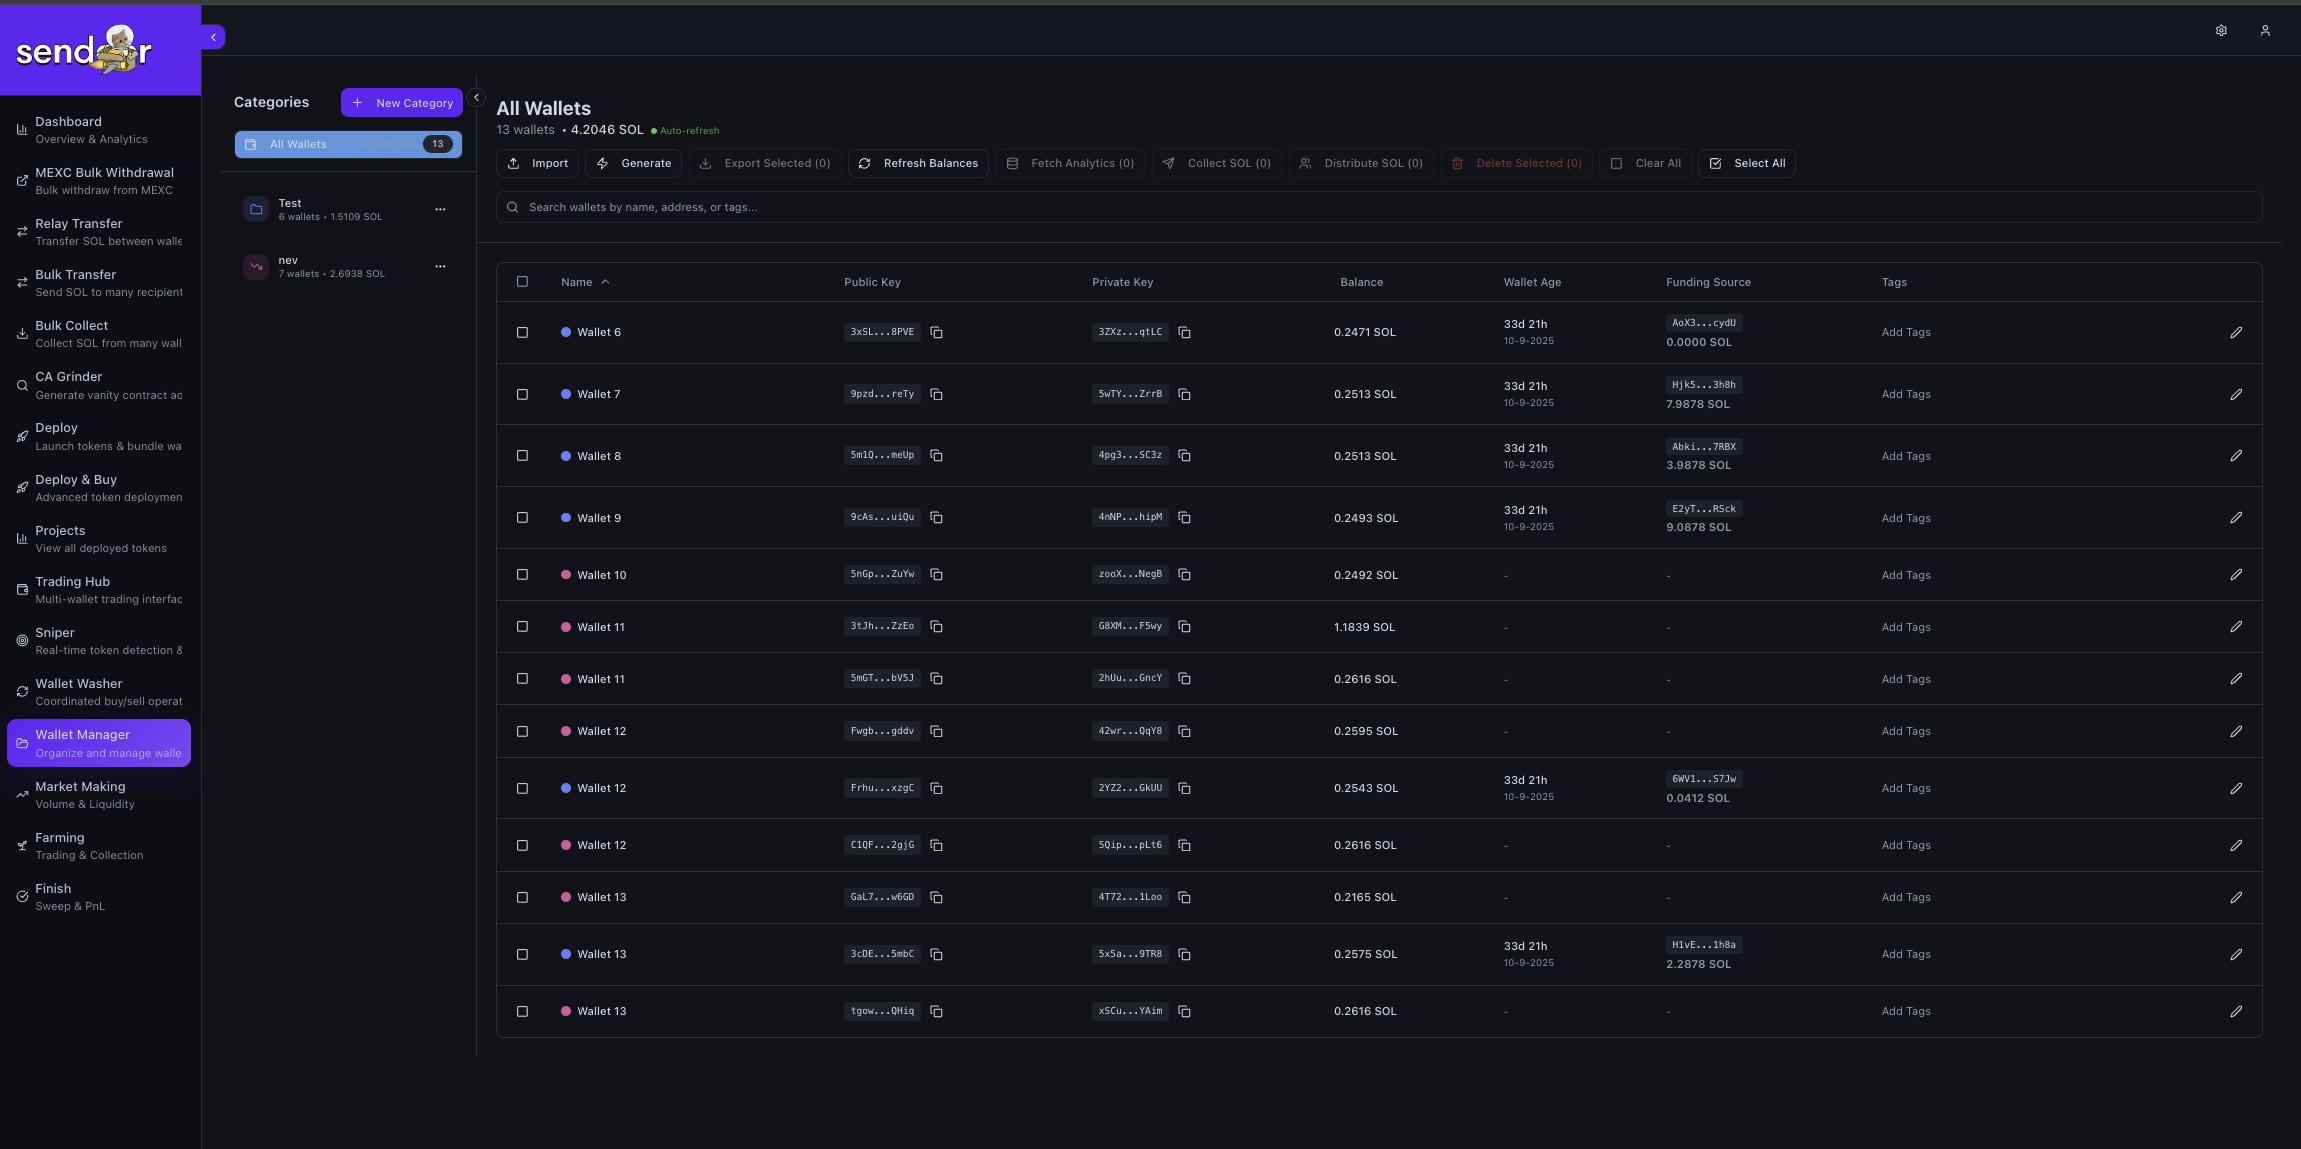 sendor
Dashboard
Overview & Analytics
MEXC Bulk Withdrawal
Bulk withdraw from MEXC
Relay Transfer
Transfer SOL between walle
Bulk Transfer
Send SOL to many recipient
Bulk Collect
Collect SOL from many wall
CA Grinder
Generate vanity contract ad
Deploy
Launch tokens & bundle wa
Deploy & Buy
Advanced token deploymen
Projects
View all deployed tokens
Trading Hub
Multi-wallet trading interfac
Sniper
Real-time token detection &
Wallet Washer
Coordinated buy/sell operat
Wallet Manager
Organize and manage walle
Market Making
Volume & Liquidity
Farming
Trading & Collection
Finish
Sweep & PnL
Categories
New Category
All Wallets 4.2046 SOL 13
Test
6 wallets • 1.5109 SOL
nev
7 wallets • 2.6938 SOL
All Wallets
13 wallets • 4.2046 SOL Auto-refresh
Import Generate Export Selected (0) Refresh Balances Fetch Analytics (0) Collect SOL (0) Distribute SOL (0) Delete Selected (0) Clear All Select All
Search wallets by name, address, or tags...
Name Public Key Private Key Balance Wallet Age Funding Source Tags
Wallet 6 3xSL...8PVE 3ZXz...qtLC 0.2471 SOL 33d 21h AoX3...cydU Add Tags
10-9-2025 0.0000 SOL
Wallet 7 9pzd...reTy 5wTY...ZrrB 0.2513 SOL 33d 21h Hjk5...3h8h Add Tags
10-9-2025 7.9878 SOL
Wallet 8 5m1Q...meUp 4pg3...SC3z 0.2513 SOL 33d 21h Abki...7RBX Add Tags
10-9-2025 3.9878 SOL
Wallet 9 9cAs...uiQu 4nNP...hipM 0.2493 SOL 33d 21h E2yT...RSck Add Tags
10-9-2025 9.0878 SOL
Wallet 10 5nGp...ZuYw zooX...NegB 0.2492 SOL - - Add Tags
Wallet 11 3tJh...ZzEo G8XM...F5wy 1.1839 SOL - - Add Tags
Wallet 11 5mGT...bV5J 2hUu...GncY 0.2616 SOL - - Add Tags
Wallet 12 Fwgb...gddv 42wr...QqY8 0.2595 SOL - - Add Tags
Wallet 12 Frhu...xzgC 2YZ2...GkUU 0.2543 SOL 33d 21h 6WV1...S7Jw Add Tags
10-9-2025 0.0412 SOL
Wallet 12 C1QF...2gjG 5Qip...pLt6 0.2616 SOL - - Add Tags
Wallet 13 GaL7...w6GD 4T72...1Loo 0.2165 SOL - - Add Tags
Wallet 13 3cDE...5mbC 5x5a...9TR8 0.2575 SOL 33d 21h H1vE...1h8a Add Tags
10-9-2025 2.2878 SOL
Wallet 13 tgow...QHiq xSCu...YAim 0.2616 SOL - - Add Tags